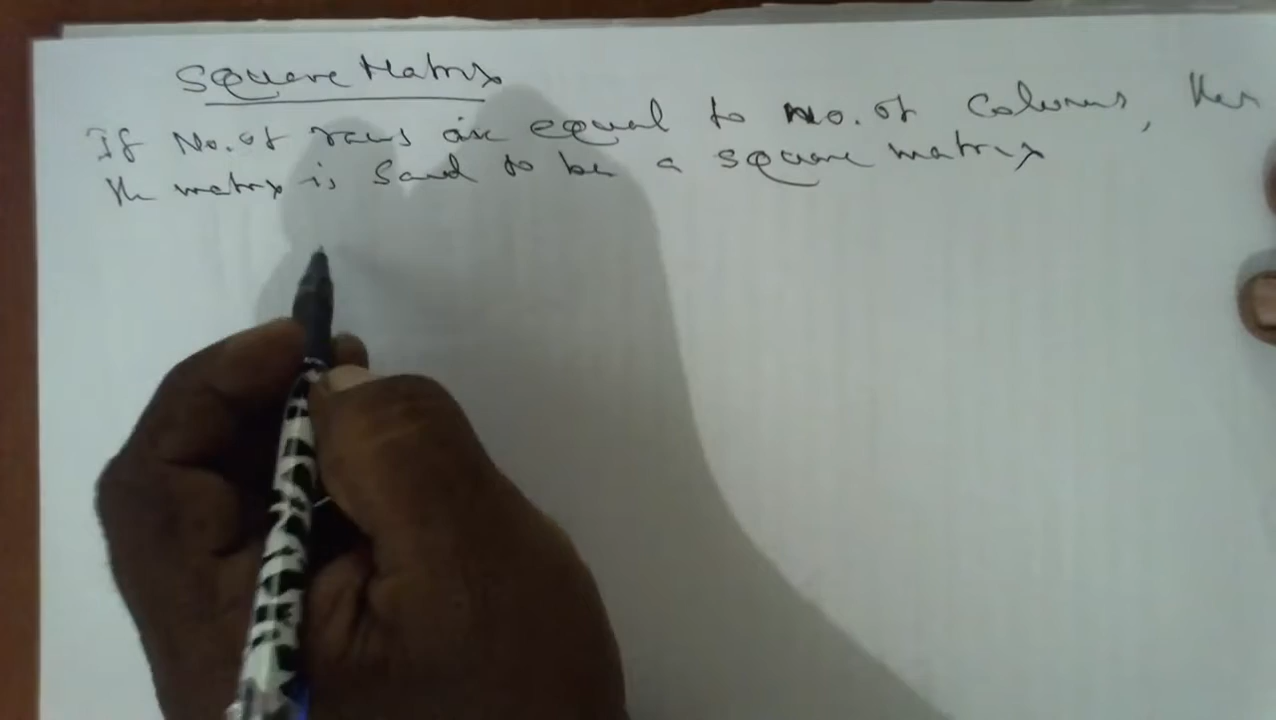 Square Matrix
If No. of rows are equal to no. of columns, then
the matrix is said to be a square matrix